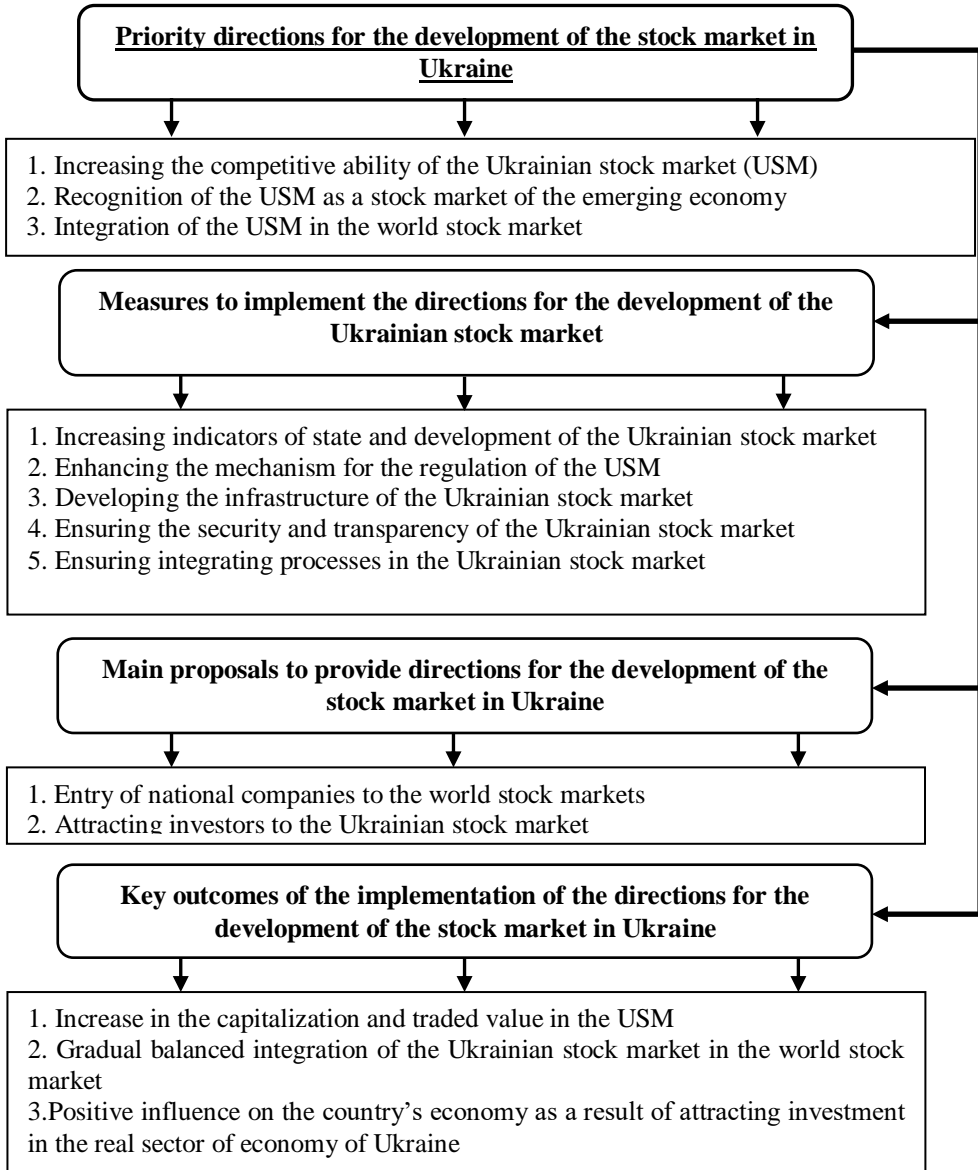 Priority directions for the development of the stock market in
Ukraine
1. Increasing the competitive ability of the Ukrainian stock market (USM)
2. Recognition of the USM as a stock market of the emerging economy
3. Integration of the USM in the world stock market
Measures to implement the directions for the development of the
Ukrainian stock market
1. Increasing indicators of state and development of the Ukrainian stock market
2. Enhancing the mechanism for the regulation of the USM
3. Developing the infrastructure of the Ukrainian stock market
4. Ensuring the security and transparency of the Ukrainian stock market
5. Ensuring integrating processes in the Ukrainian stock market
Main proposals to provide directions for the development of the
stock market in Ukraine
1. Entry of national companies to the world stock markets
2. Attracting investors to the Ukrainian stock market
Key outcomes of the implementation of the directions for the
development of the stock market in Ukraine
1. Increase in the capitalization and traded value in the USM
2. Gradual balanced integration of the Ukrainian stock market in the world stock
market
3.Positive influence on the country's economy as a result of attracting investment
in the real sector of economy of Ukraine